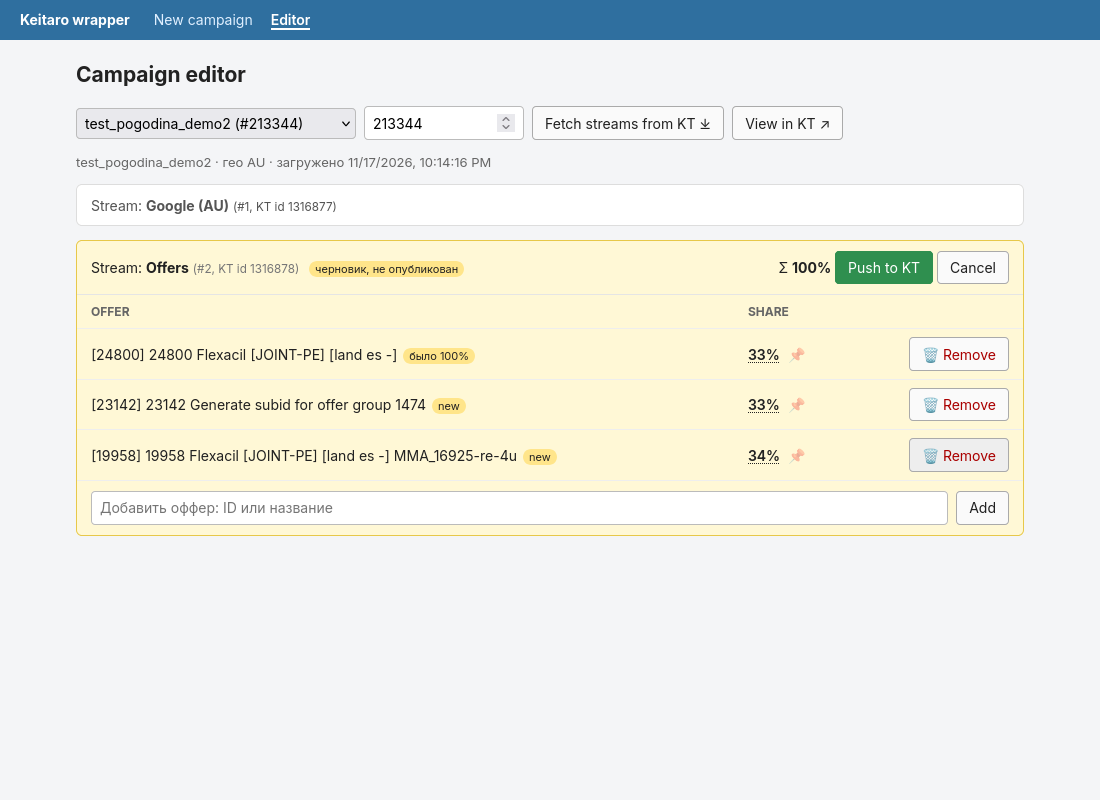 Keitaro wrapper New campaign Editor
Campaign editor
test_pogodina_demo2 (#213344) 213344 Fetch streams from KT ↓ View in KT ↗
test_pogodina_demo2 · гео AU · загружено 11/17/2026, 10:14:16 PM
Stream: Google (AU) (#1, KT id 1316877)
Stream: Offers (#2, KT id 1316878) черновик, не опубликован Σ 100% Push to KT Cancel
OFFER SHARE
[24800] 24800 Flexacil [JOINT-PE] [land es -] было 100% 33% 📌 🗑️ Remove
[23142] 23142 Generate subid for offer group 1474 new 33% 📌 🗑️ Remove
[19958] 19958 Flexacil [JOINT-PE] [land es -] MMA_16925-re-4u new 34% 📌 🗑️ Remove
Добавить оффер: ID или название Add